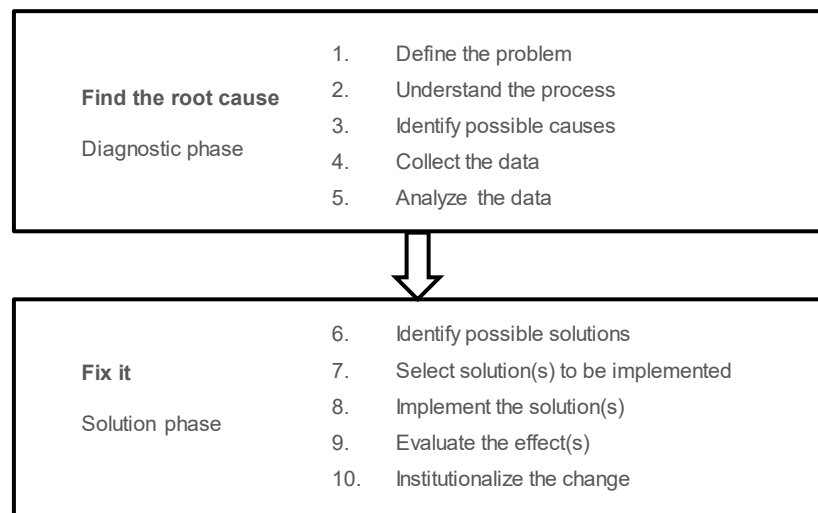 Find the root cause
Diagnostic phase
1. Define the problem
2. Understand the process
3. Identify possible causes
4. Collect the data
5. Analyze the data
Fix it
Solution phase
6. Identify possible solutions
7. Select solution(s) to be implemented
8. Implement the solution(s)
9. Evaluate the effect(s)
10. Institutionalize the change